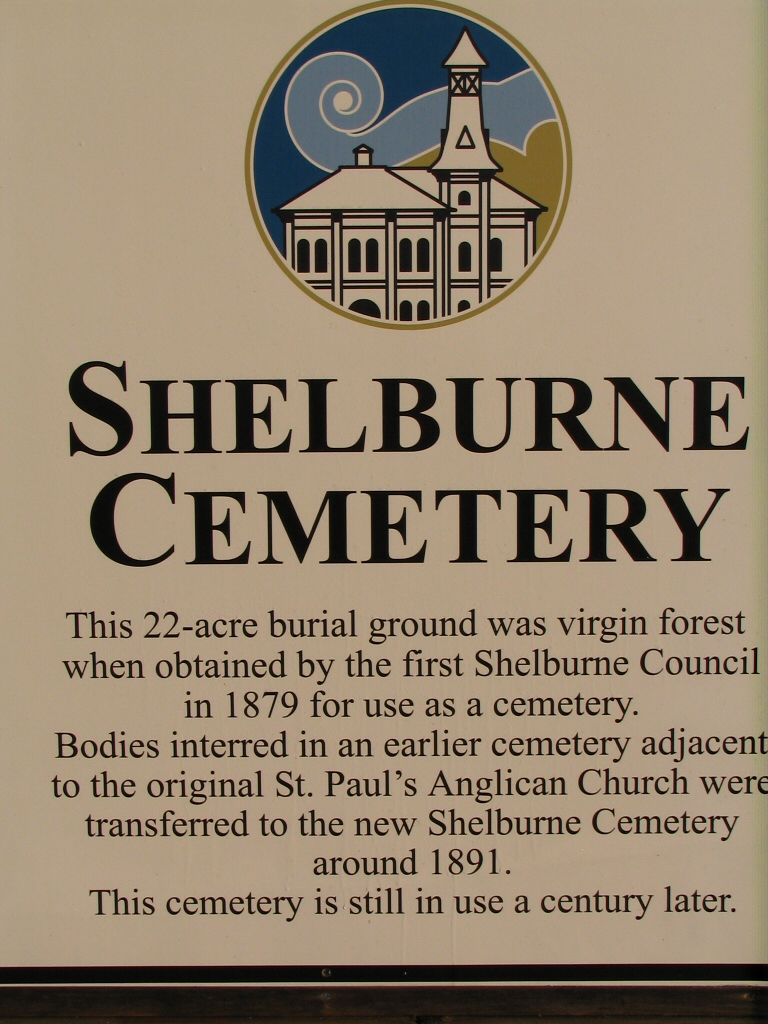 SHELBURNE
CEMETERY
This 22-acre burial ground was virgin forest
when obtained by the first Shelburne Council
in 1879 for use as a cemetery.
Bodies interred in an earlier cemetery adjacent
to the original St. Paul's Anglican Church were
transferred to the new Shelburne Cemetery
around 1891.
This cemetery is still in use a century later.